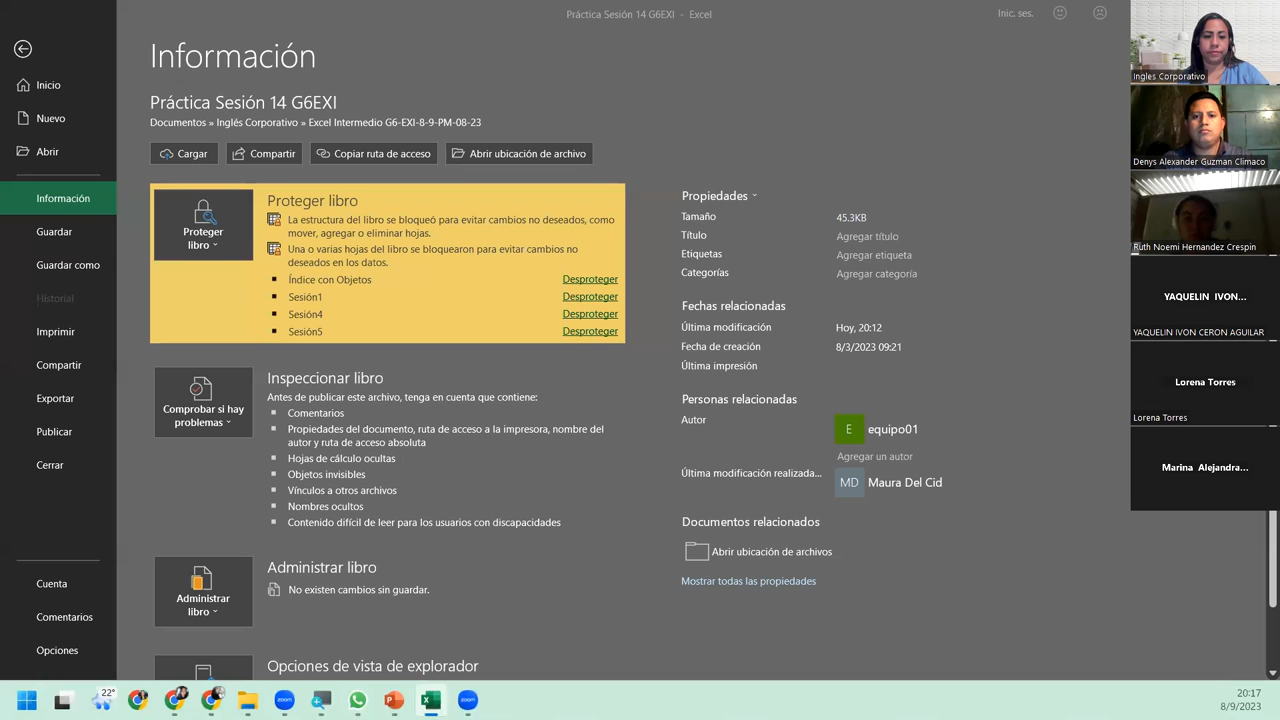 Práctica Sesión 14 G6EXI - Excel
Inic. ses.
Información
Inicio
Nuevo
Abrir
Información
Guardar
Guardar como
Historial
Imprimir
Compartir
Exportar
Publicar
Cerrar
Cuenta
Comentarios
Opciones
Práctica Sesión 14 G6EXI
Documentos » Inglés Corporativo » Excel Intermedio G6-EXI-8-9-PM-08-23
Cargar
Compartir
Copiar ruta de acceso
Abrir ubicación de archivo
Proteger
libro
Proteger libro
La estructura del libro se bloqueó para evitar cambios no deseados, como
mover, agregar o eliminar hojas.
Una o varias hojas del libro se bloquearon para evitar cambios no
deseados en los datos.
Índice con Objetos Desproteger
Sesión1 Desproteger
Sesión4 Desproteger
Sesión5 Desproteger
Comprobar si hay
problemas
Inspeccionar libro
Antes de publicar este archivo, tenga en cuenta que contiene:
Comentarios
Propiedades del documento, ruta de acceso a la impresora, nombre del
autor y ruta de acceso absoluta
Hojas de cálculo ocultas
Objetos invisibles
Vínculos a otros archivos
Nombres ocultos
Contenido difícil de leer para los usuarios con discapacidades
Administrar
libro
Administrar libro
No existen cambios sin guardar.
Opciones de vista de explorador
Propiedades
Tamaño 45.3KB
Título Agregar título
Etiquetas Agregar etiqueta
Categorías Agregar categoría
Fechas relacionadas
Última modificación Hoy, 20:12
Fecha de creación 8/3/2023 09:21
Última impresión
Personas relacionadas
Autor
E equipo01
Agregar un autor
Última modificación realizada... MD Maura Del Cid
Documentos relacionados
Abrir ubicación de archivos
Mostrar todas las propiedades
Ingles Corporativo
Denys Alexander Guzman Climaco
Ruth Noemi Hernandez Crespin
YAQUELIN IVON...
YAQUELIN IVON CERON AGUILAR
Lorena Torres
Lorena Torres
Marina Alejandra...
22°
zoom
zoom
20:17
8/9/2023